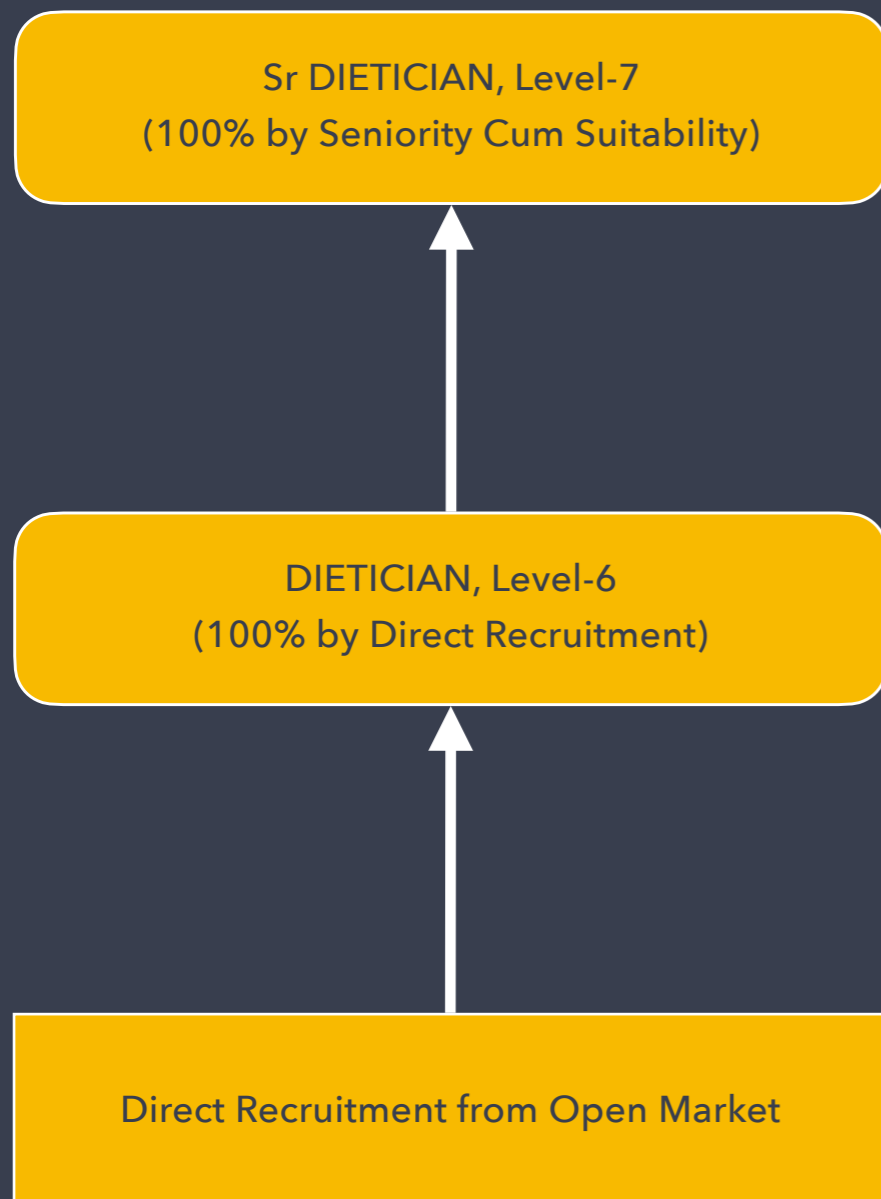 Sr DIETICIAN, Level-7
(100% by Seniority Cum Suitability)
DIETICIAN, Level-6
(100% by Direct Recruitment)
Direct Recruitment from Open Market